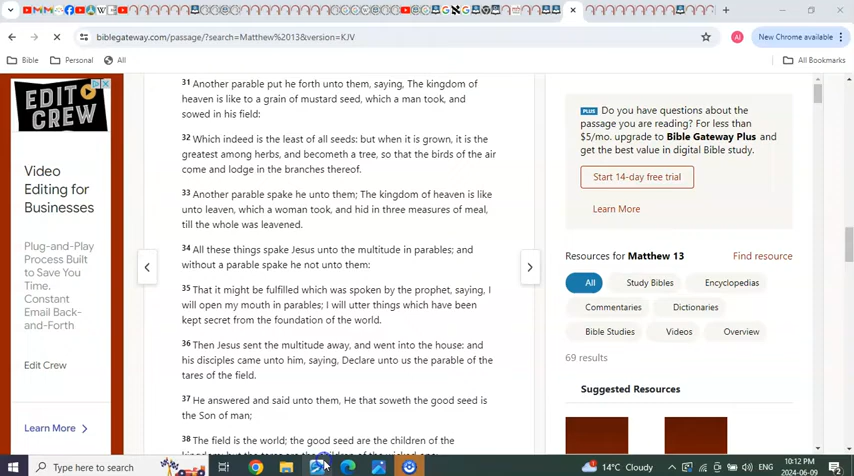 biblegateway.com/passage/?search=Matthew%2013&version=KJV
AI
New Chrome available
Bible
Personal
All
All Bookmarks
EDIT
CREW
Video
Editing for
Businesses
Plug-and-Play
Process Built
to Save You
Time.
Constant
Email Back-
and-Forth
Edit Crew
Learn More
31 Another parable put he forth unto them, saying, The kingdom of
heaven is like to a grain of mustard seed, which a man took, and
sowed in his field:
32 Which indeed is the least of all seeds: but when it is grown, it is the
greatest among herbs, and becometh a tree, so that the birds of the air
come and lodge in the branches thereof.
33 Another parable spake he unto them; The kingdom of heaven is like
unto leaven, which a woman took, and hid in three measures of meal,
till the whole was leavened.
34 All these things spake Jesus unto the multitude in parables; and
without a parable spake he not unto them:
35 That it might be fulfilled which was spoken by the prophet, saying, I
will open my mouth in parables; I will utter things which have been
kept secret from the foundation of the world.
36 Then Jesus sent the multitude away, and went into the house: and
his disciples came unto him, saying, Declare unto us the parable of the
tares of the field.
37 He answered and said unto them, He that soweth the good seed is
the Son of man;
38 The field is the world; the good seed are the children of the
PLUS Do you have questions about the
passage you are reading? For less than
$5/mo. upgrade to Bible Gateway Plus and
get the best value in digital Bible study.
Start 14-day free trial
Learn More
Resources for Matthew 13
Find resource
All
Study Bibles
Encyclopedias
Commentaries
Dictionaries
Bible Studies
Videos
Overview
69 results
Suggested Resources
Type here to search
14°C Cloudy
ENG
10:12 PM
2024-06-09